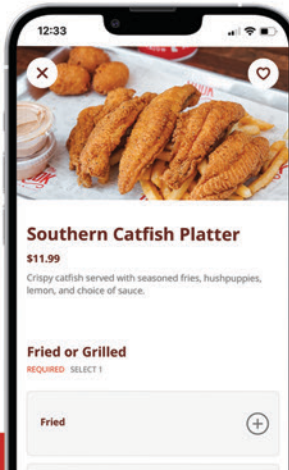 12:33
Southern Catfish Platter
$11.99
Crispy catfish served with seasoned fries, hushpuppies,
lemon, and choice of sauce.
Fried or Grilled
REQUIRED SELECT 1
Fried